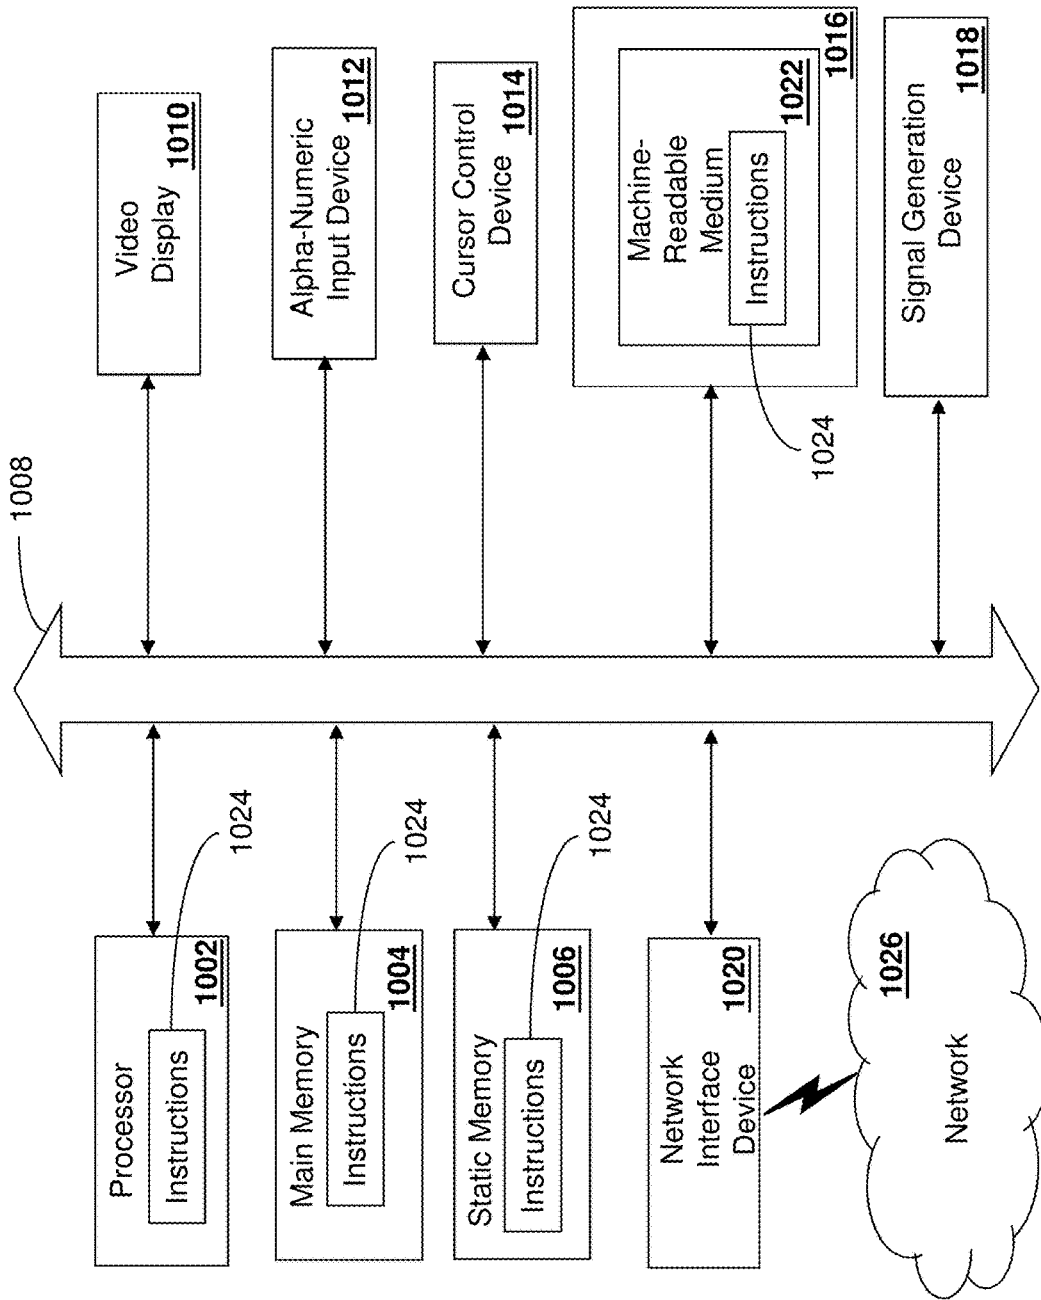 1008
Processor
Instructions
1002
1024
Main Memory
Instructions
1004
1024
Static Memory
Instructions
1006
1024
Network
Interface
Device
1020
Network
1026
Video
Display
1010
Alpha-Numeric
Input Device
1012
Cursor Control
Device
1014
Machine-
Readable
Medium
Instructions
1022
1016
1024
Signal Generation
Device
1018